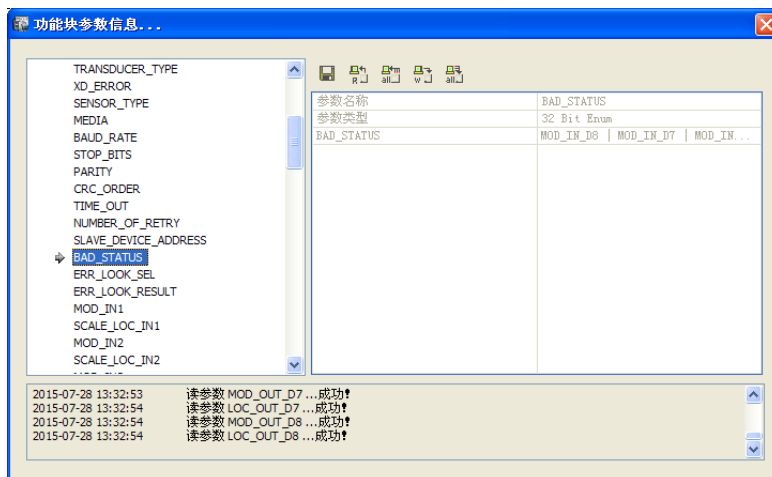 功能块参数信息...
TRANSDUCER_TYPE
XD_ERROR
SENSOR_TYPE
MEDIA
BAUD_RATE
STOP_BITS
PARITY
CRC_ORDER
TIME_OUT
NUMBER_OF_RETRY
SLAVE_DEVICE_ADDRESS
BAD_STATUS
ERR_LOOK_SEL
ERR_LOOK_RESULT
MOD_IN1
SCALE_LOC_IN1
MOD_IN2
SCALE_LOC_IN2
R all w all
参数名称 BAD_STATUS
参数类型 32 Bit Enum
BAD_STATUS MOD_IN_D8 | MOD_IN_D7 | MOD_IN...
2015-07-28 13:32:53 读参数 MOD_OUT_D7 ...成功!
2015-07-28 13:32:54 读参数 LOC_OUT_D7 ...成功!
2015-07-28 13:32:54 读参数 MOD_OUT_D8 ...成功!
2015-07-28 13:32:54 读参数 LOC_OUT_D8 ...成功!